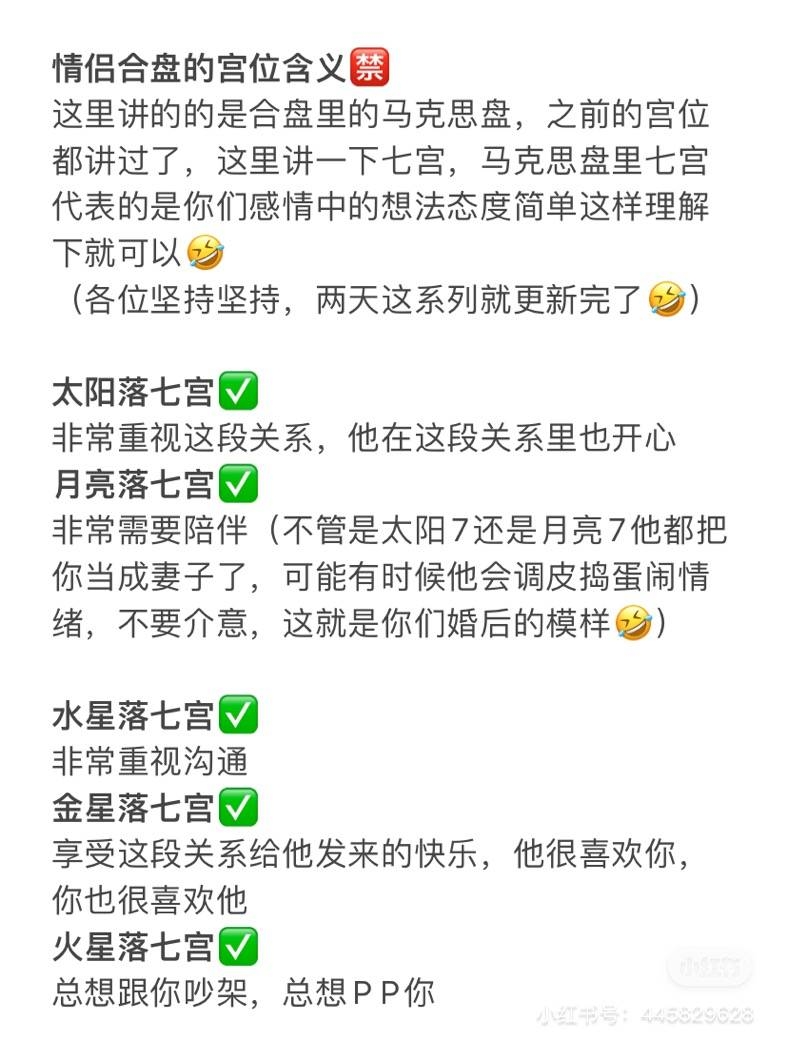 情侣合盘的宫位含义🈲
这里讲的的是合盘里的马克思盘，之前的宫位
都讲过了，这里讲一下七宫，马克思盘里七宫
代表的是你们感情中的想法态度简单这样理解
下就可以🤣
（各位坚持坚持，两天这系列就更新完了🤣）
太阳落七宫✅
非常重视这段关系，他在这段关系里也开心
月亮落七宫✅
非常需要陪伴（不管是太阳7还是月亮7他都把
你当成妻子了，可能有时候他会调皮捣蛋闹情
绪，不要介意，这就是你们婚后的模样🤣）
水星落七宫✅
非常重视沟通
金星落七宫✅
享受这段关系给他发来的快乐，他很喜欢你，
你也很喜欢他
火星落七宫✅
总想跟你吵架，总想PP你
小红书
小红书号：445829628